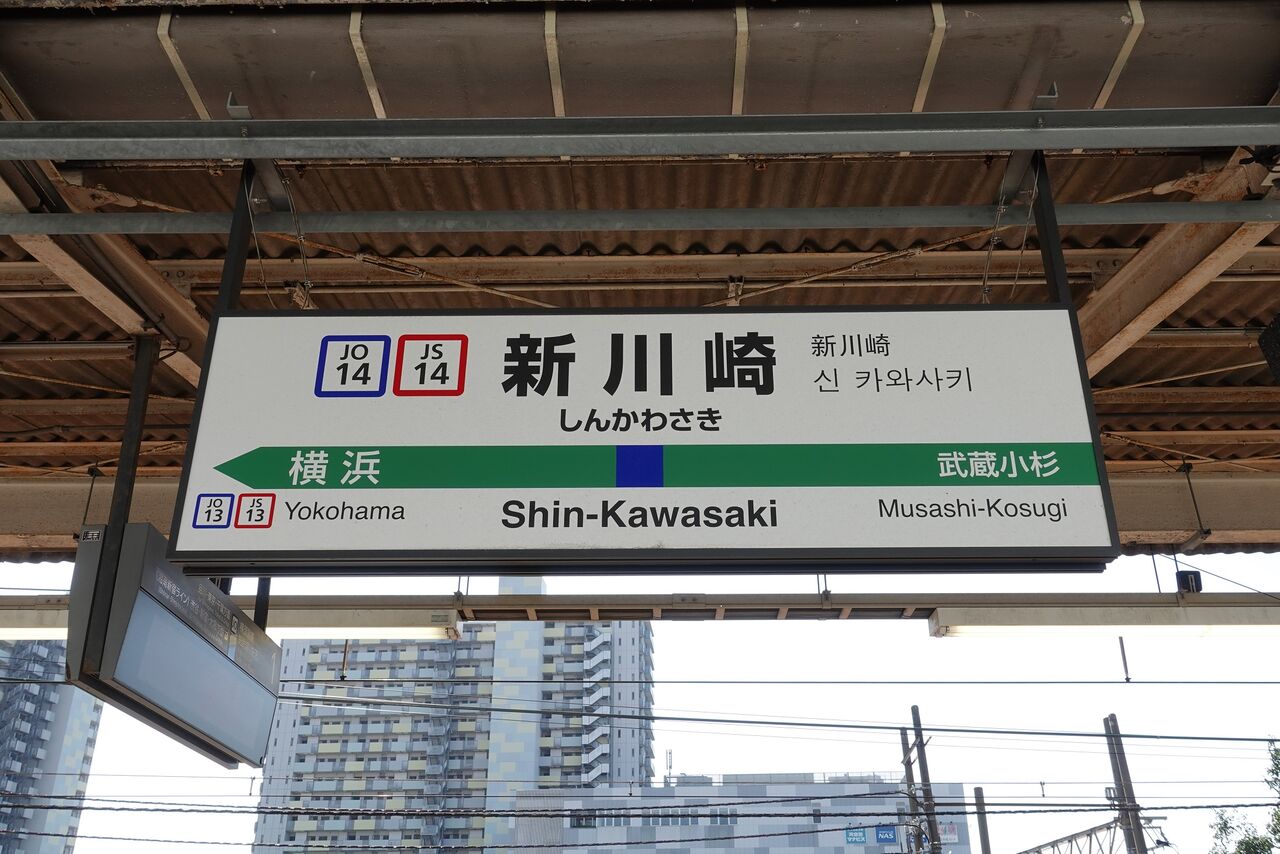 JO
14
JS
14
新川崎
新川崎
신 카와사키
しんかわさき
横浜
武蔵小杉
JO
13
JS
13
Yokohama
Shin-Kawasaki
Musashi-Kosugi
NAS